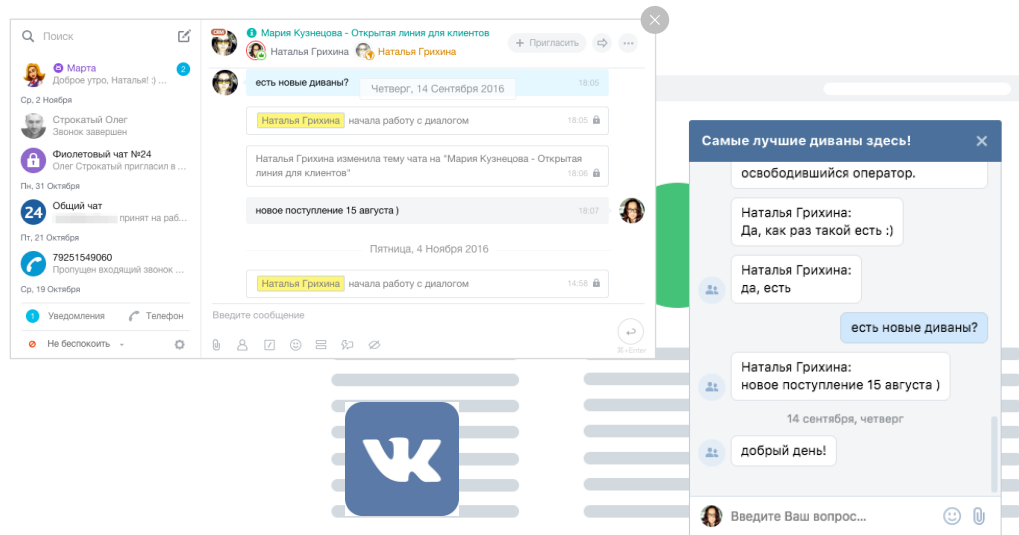 Поиск
Марта
2
Доброе утро, Наталья! :) ...
Ср, 2 Ноября
Строкатый Олег
Звонок завершен
Фиолетовый чат №24
Олег Строкатый пригласил в ...
Пн, 31 Октября
24
Общий чат
принят на раб...
Пт, 21 Октября
79251549060
Пропущен входящий звонок ...
Ср, 19 Октября
1
Уведомления
Телефон
Не беспокоить
CRM
Мария Кузнецова - Открытая линия для клиентов
Наталья Грихина
Наталья Грихина
+ Пригласить
есть новые диваны?
18:05
Четверг, 14 Сентября 2016
Наталья Грихина начала работу с диалогом
18:05
Наталья Грихина изменила тему чата на "Мария Кузнецова - Открытая
линия для клиентов"
18:06
новое поступление 15 августа )
18:07
Пятница, 4 Ноября 2016
Наталья Грихина начала работу с диалогом
14:58
Введите сообщение
⌘+Enter
Самые лучшие диваны здесь!
освободившийся оператор.
Наталья Грихина:
Да, как раз такой есть :)
Наталья Грихина:
да, есть
есть новые диваны?
Наталья Грихина:
новое поступление 15 августа )
14 сентября, четверг
добрый день!
Введите Ваш вопрос...